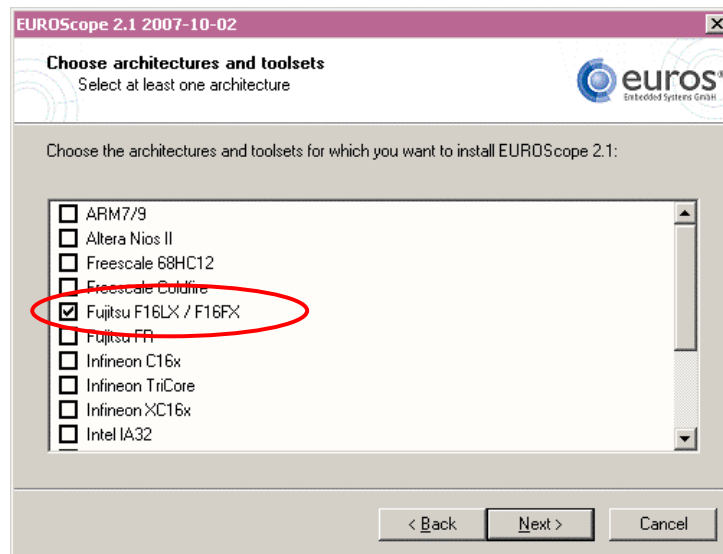 EUROScope 2.1 2007-10-02
Choose architectures and toolsets
Select at least one architecture
euros
Embedded Systems GmbH
Choose the architectures and toolsets for which you want to install EUROScope 2.1:
ARM7/9
Altera Nios II
Freescale 68HC12
Freescale Coldfire
Fujitsu F16LX / F16FX
Fujitsu FR
Infineon C16x
Infineon TriCore
Infineon XC16x
Intel IA32
< Back
Next >
Cancel